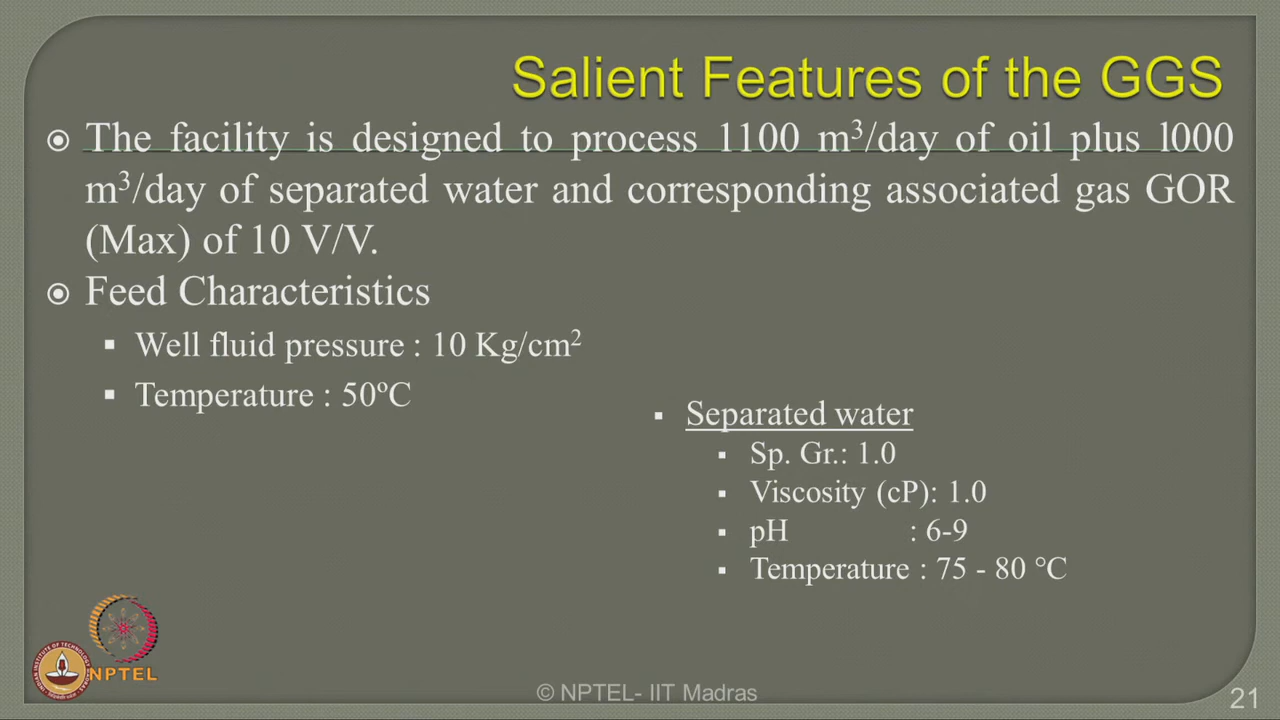 Salient Features of the GGS
The facility is designed to process 1100 m³/day of oil plus l000
m³/day of separated water and corresponding associated gas GOR
(Max) of 10 V/V.
Feed Characteristics
Well fluid pressure : 10 Kg/cm²
Temperature : 50ºC
Separated water
Sp. Gr.: 1.0
Viscosity (cP): 1.0
pH : 6-9
Temperature : 75 - 80 °C
NPTEL
© NPTEL- IIT Madras
21